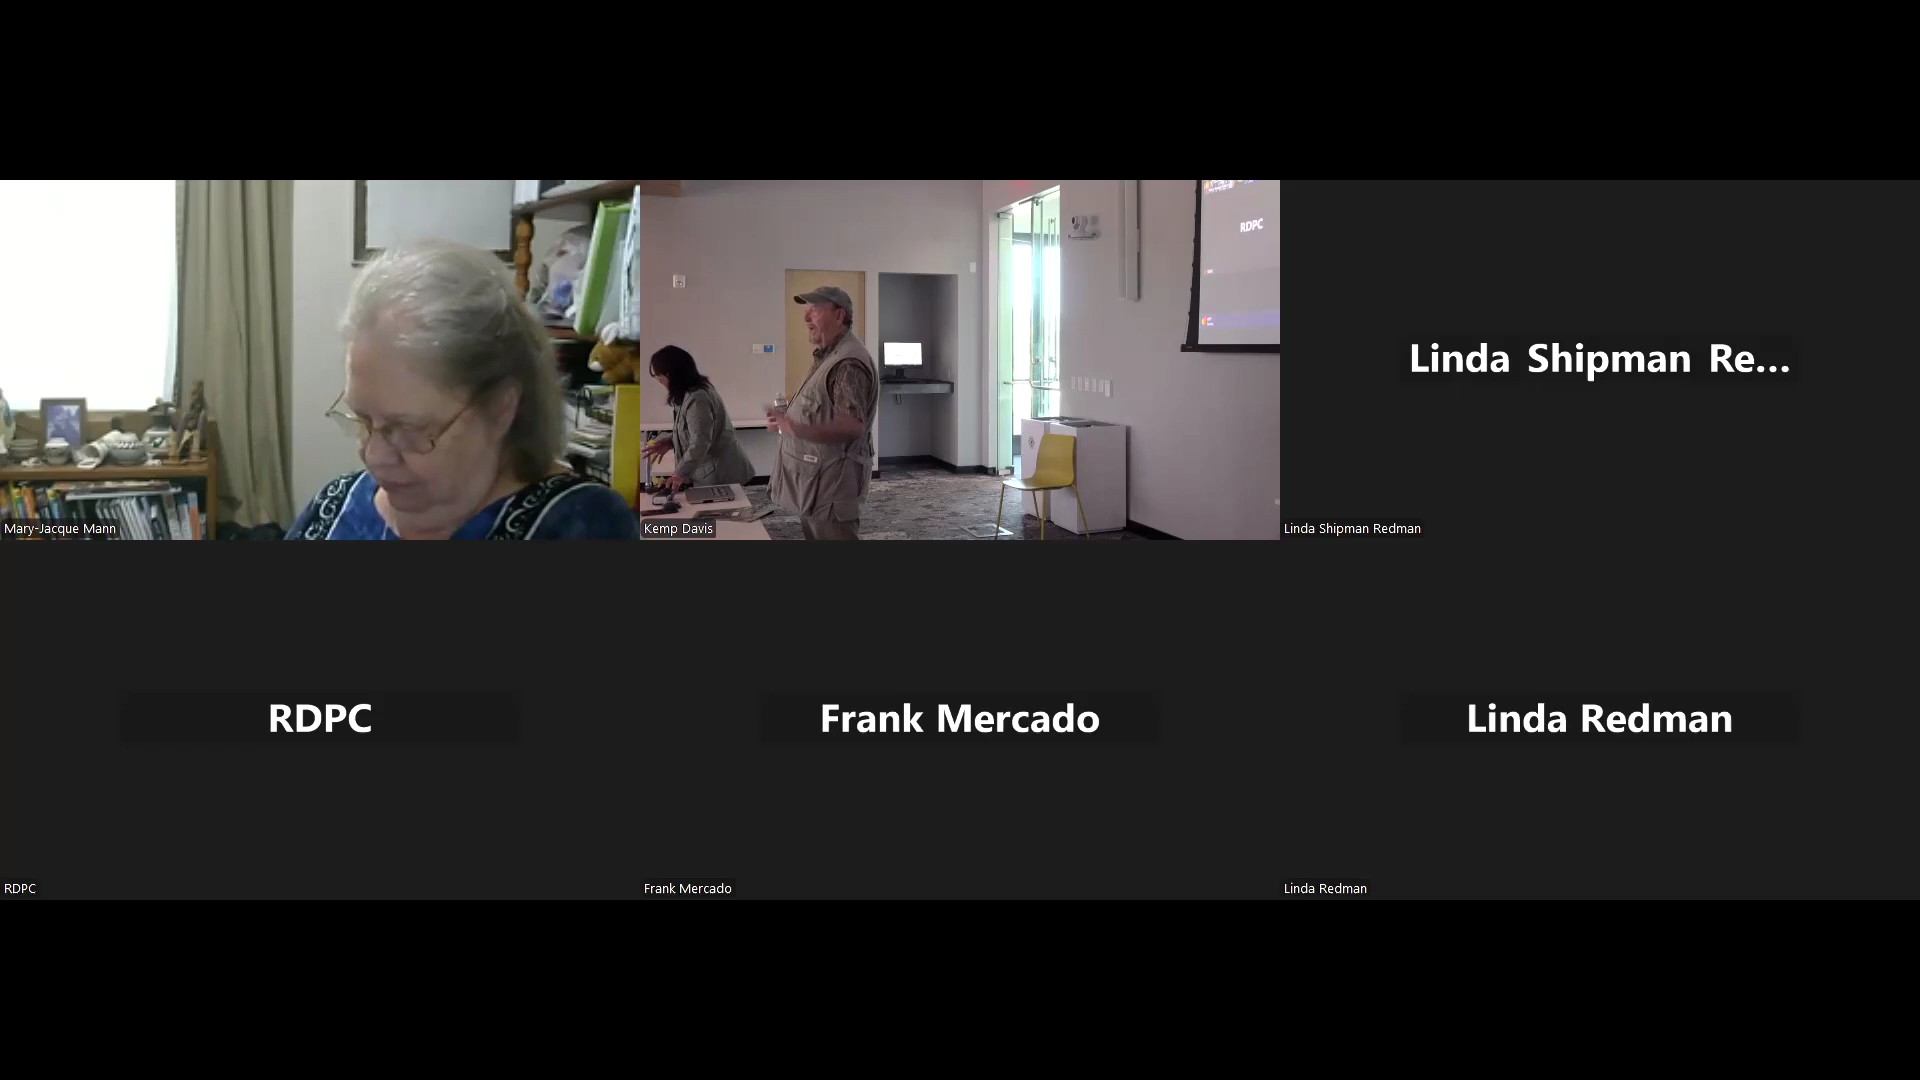 RDPC
Mary-Jacque Mann
Kemp Davis
Linda Shipman Re...
Linda Shipman Redman
RDPC
RDPC
Frank Mercado
Frank Mercado
Linda Redman
Linda Redman